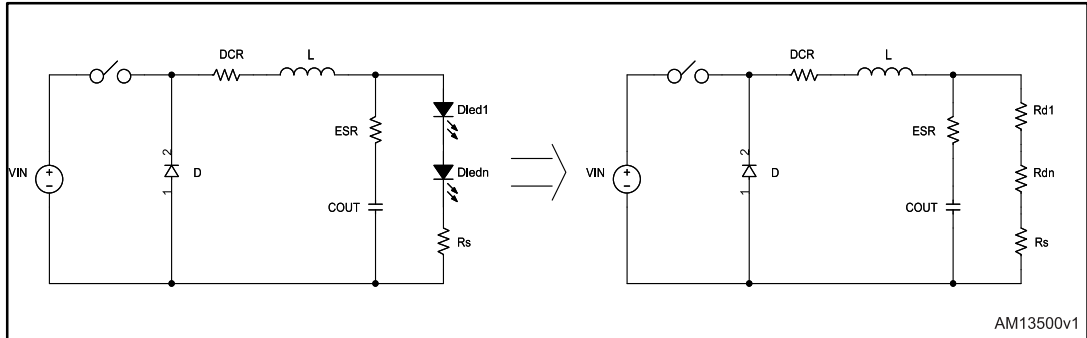 DCR
L
Dled1
ESR
VIN
+
-
2
1
D
Dledn
COUT
Rs
DCR
L
Rd1
ESR
VIN
+
-
2
1
D
Rdn
COUT
Rs
AM13500v1